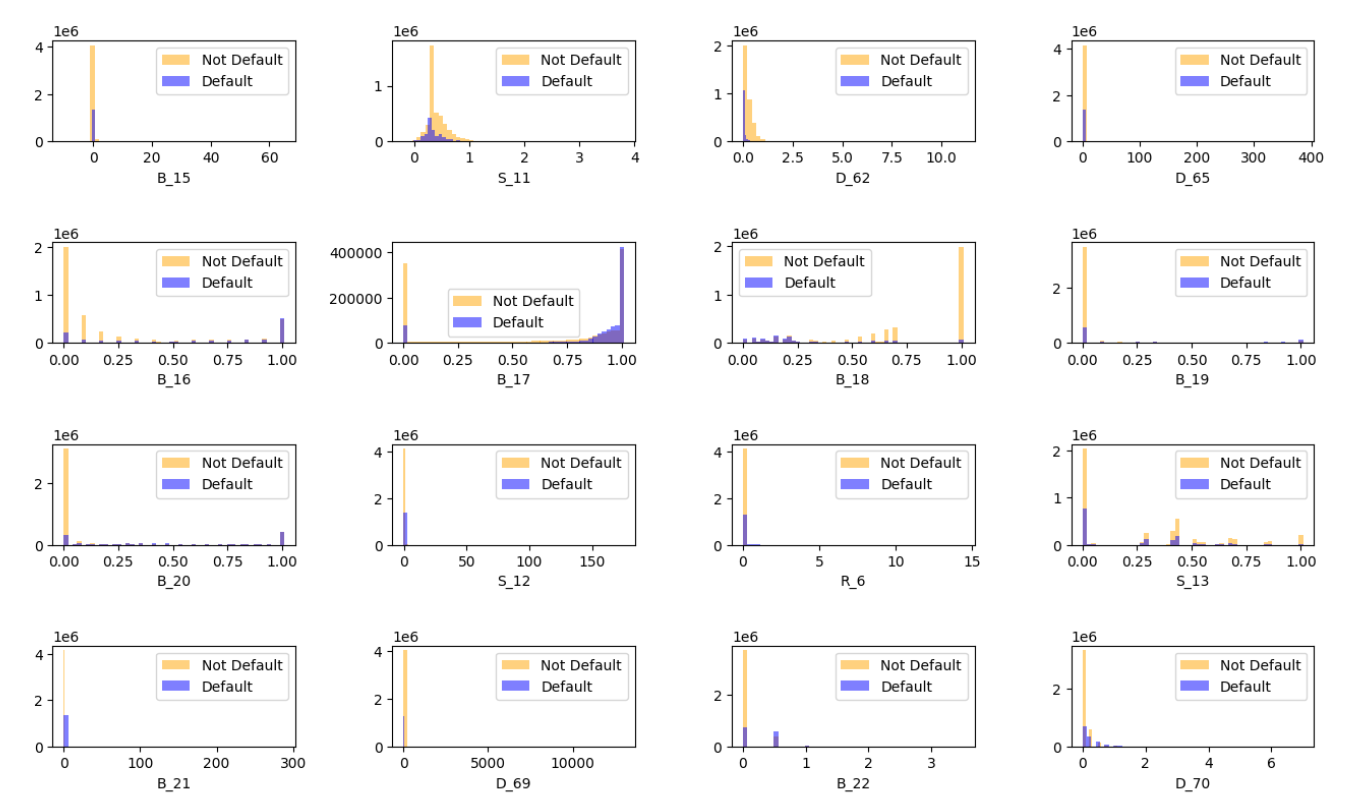 1e6
4
2
0
0
20
40
60
B_15
Not Default
Default
1
0
0
1
2
3
4
S_11
Not Default
Default
1e6
2
1
0
0.0
2.5
5.0
7.5
10.0
D_62
Not Default
Default
1e6
4
2
0
0
100
200
300
400
D_65
Not Default
Default
1e6
2
1
0
0.00
0.25
0.50
0.75
1.00
B_16
Not Default
Default
400000
200000
0
0.00
0.25
0.50
0.75
1.00
B_17
Not Default
Default
1e6
2
1
0
0.00
0.25
0.50
0.75
1.00
B_18
Not Default
Default
1e6
2
0
0.00
0.25
0.50
0.75
1.00
B_19
Not Default
Default
1e6
2
0
0.00
0.25
0.50
0.75
1.00
B_20
Not Default
Default
1e6
4
2
0
0
50
100
150
S_12
Not Default
Default
1e6
4
2
0
0
5
10
15
R_6
Not Default
Default
1e6
2
1
0
0.00
0.25
0.50
0.75
1.00
S_13
Not Default
Default
1e6
4
2
0
0
100
200
300
B_21
Not Default
Default
1e6
4
2
0
0
5000
10000
D_69
Not Default
Default
1e6
2
0
0
1
2
3
B_22
Not Default
Default
1e6
2
0
0
2
4
6
D_70
Not Default
Default
1e6